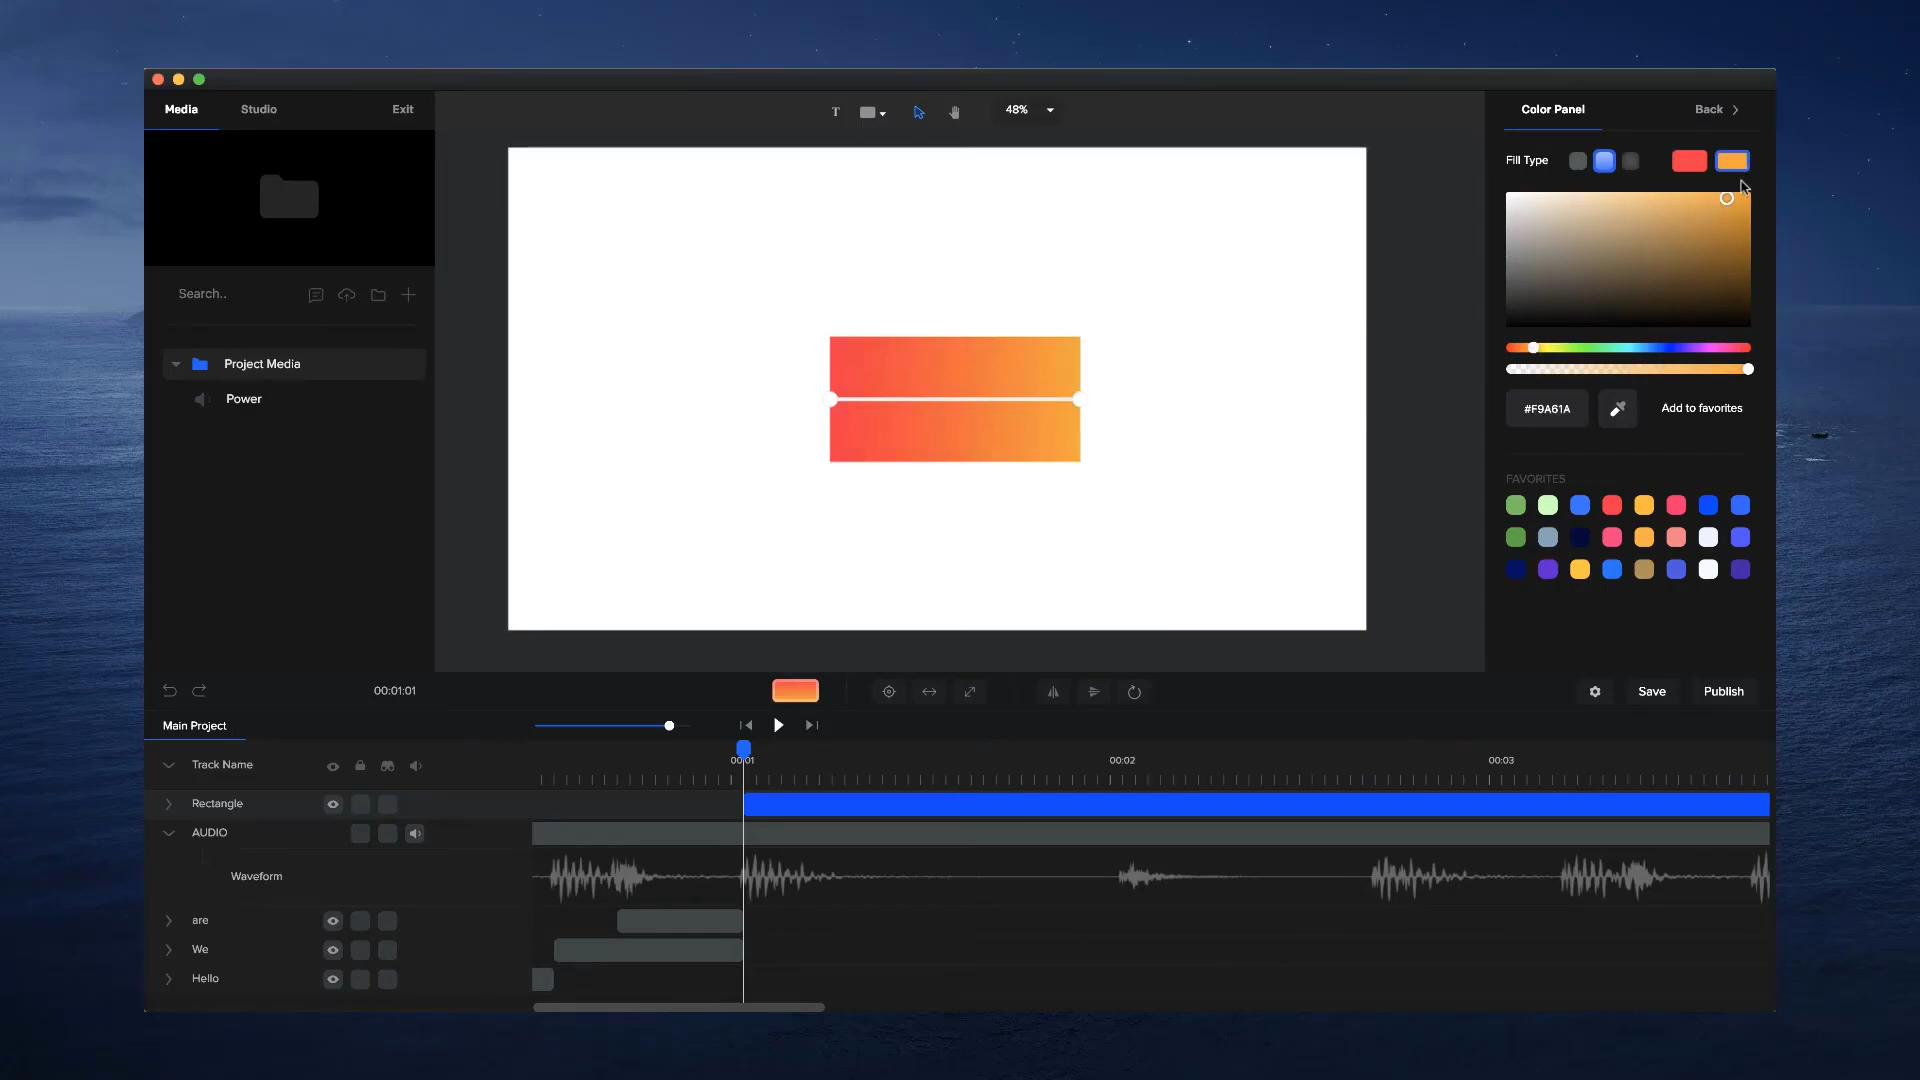 Media Studio Exit
T 48%
Color Panel Back
Fill Type
Search..
Project Media
Power
#F9A61A Add to favorites
FAVORITES
00:01:01
Save Publish
Main Project
Track Name
00:01 00:02 00:03
Rectangle
AUDIO
Waveform
are
We
Hello